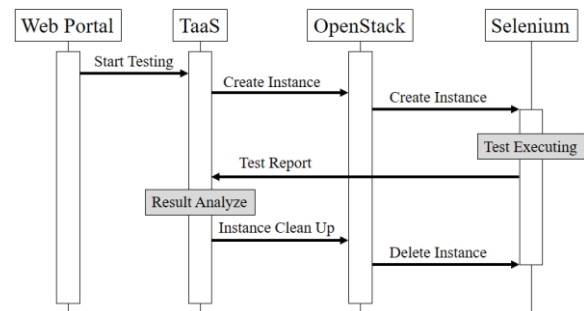 Web Portal
TaaS
OpenStack
Selenium
Start Testing
Create Instance
Create Instance
Test Executing
Test Report
Result Analyze
Instance Clean Up
Delete Instance